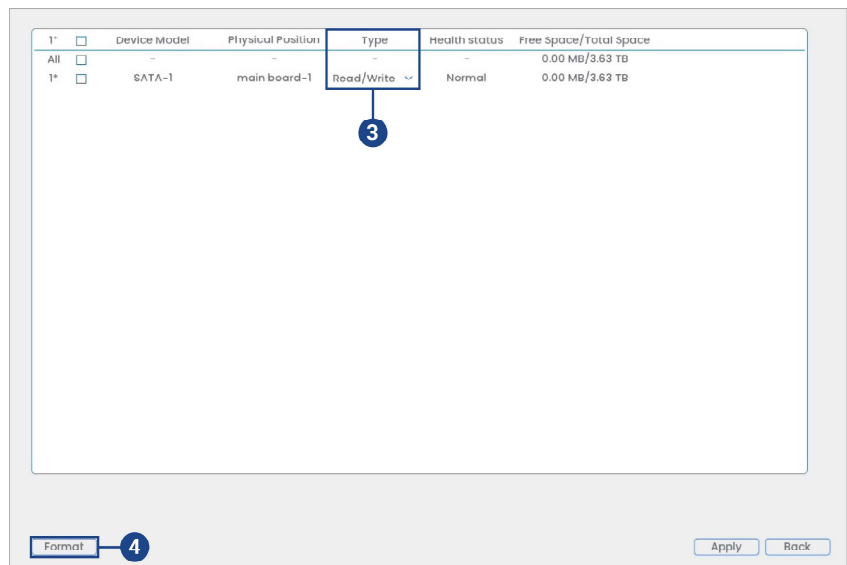 1* Device Model Physical Position Type Health status Free Space/Total Space
All - - - - 0.00 MB/3.63 TB
1* SATA-1 main board-1 Read/Write Normal 0.00 MB/3.63 TB
3
Format 4 Apply Back